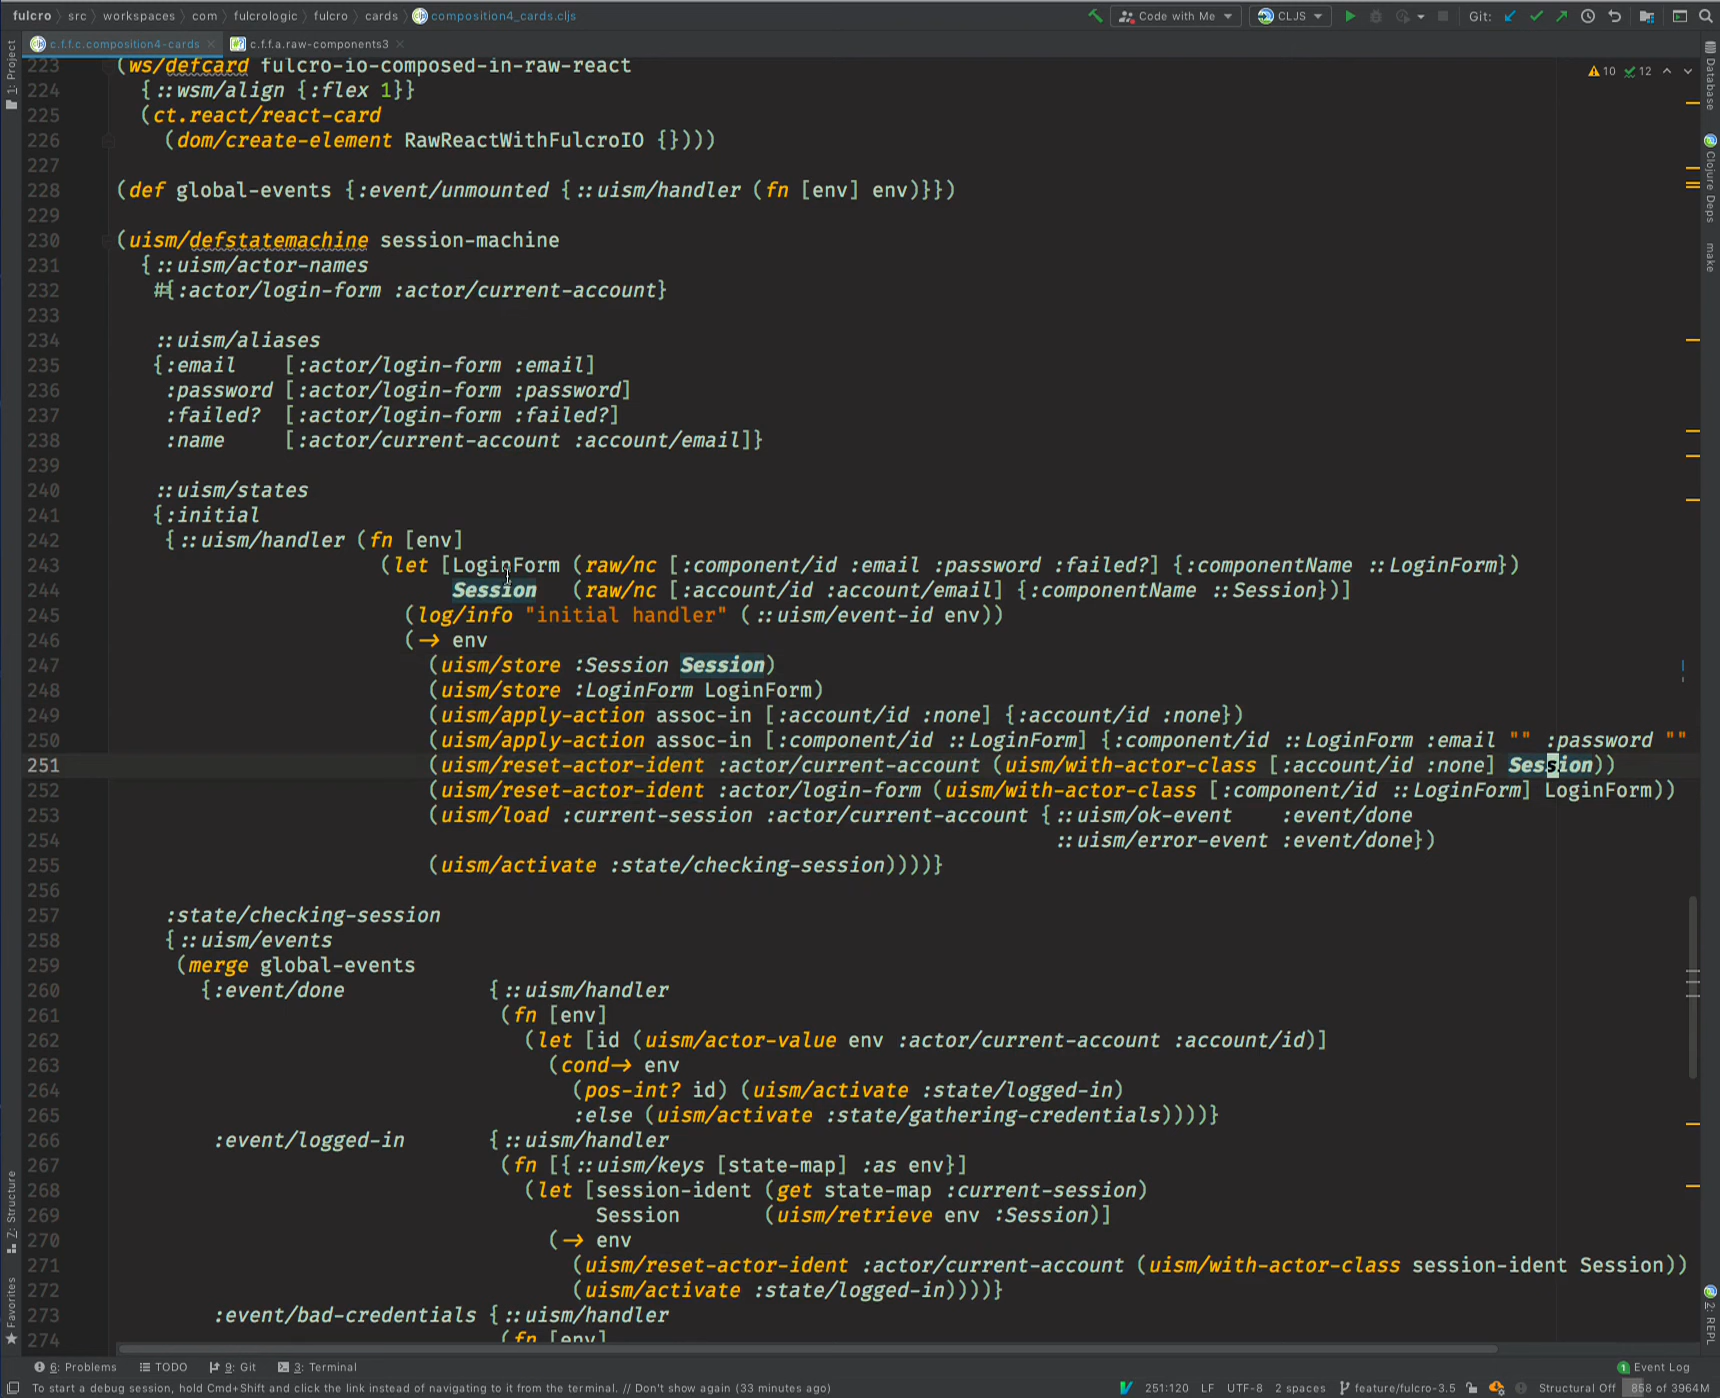 fulcro › src › workspaces › com › fulcrologic › fulcro › cards › composition4_cards.cljs
Code with Me
CLJS
Git:
c.f.f.c.composition4-cards
c.f.f.a.raw-components3
1: Project
Z: Structure
Favorites
Database
Clojure Deps
make
2: REPL
10 12
223 (ws/defcard fulcro-io-composed-in-raw-react
224 {::wsm/align {:flex 1}}
225 (ct.react/react-card
226 (dom/create-element RawReactWithFulcroIO {})))
227
228 (def global-events {:event/unmounted {::uism/handler (fn [env] env)}})
229
230 (uism/defstatemachine session-machine
231 {::uism/actor-names
232 #{:actor/login-form :actor/current-account}
233
234 ::uism/aliases
235 {:email [:actor/login-form :email]
236 :password [:actor/login-form :password]
237 :failed? [:actor/login-form :failed?]
238 :name [:actor/current-account :account/email]}
239
240 ::uism/states
241 {:initial
242 {::uism/handler (fn [env]
243 (let [LoginForm (raw/nc [:component/id :email :password :failed?] {:componentName ::LoginForm})
244 Session (raw/nc [:account/id :account/email] {:componentName ::Session})]
245 (log/info "initial handler" (::uism/event-id env))
246 (-> env
247 (uism/store :Session Session)
248 (uism/store :LoginForm LoginForm)
249 (uism/apply-action assoc-in [:account/id :none] {:account/id :none})
250 (uism/apply-action assoc-in [:component/id ::LoginForm] {:component/id ::LoginForm :email "" :password ""
251 (uism/reset-actor-ident :actor/current-account (uism/with-actor-class [:account/id :none] Session))
252 (uism/reset-actor-ident :actor/login-form (uism/with-actor-class [:component/id ::LoginForm] LoginForm))
253 (uism/load :current-session :actor/current-account {::uism/ok-event :event/done
254 ::uism/error-event :event/done})
255 (uism/activate :state/checking-session))))}
256
257 :state/checking-session
258 {::uism/events
259 (merge global-events
260 {:event/done {::uism/handler
261 (fn [env]
262 (let [id (uism/actor-value env :actor/current-account :account/id)]
263 (cond-> env
264 (pos-int? id) (uism/activate :state/logged-in)
265 :else (uism/activate :state/gathering-credentials))))}
266 :event/logged-in {::uism/handler
267 (fn [{::uism/keys [state-map] :as env}]
268 (let [session-ident (get state-map :current-session)
269 Session (uism/retrieve env :Session)]
270 (-> env
271 (uism/reset-actor-ident :actor/current-account (uism/with-actor-class session-ident Session))
272 (uism/activate :state/logged-in))))}
273 :event/bad-credentials {::uism/handler
274 (fn [env]
6: Problems TODO 9: Git 3: Terminal
1 Event Log
To start a debug session, hold Cmd+Shift and click the link instead of navigating to it from the terminal. // Don't show again (33 minutes ago)
251:120 LF UTF-8 2 spaces feature/fulcro-3.5 Structural Off 858 of 3964M